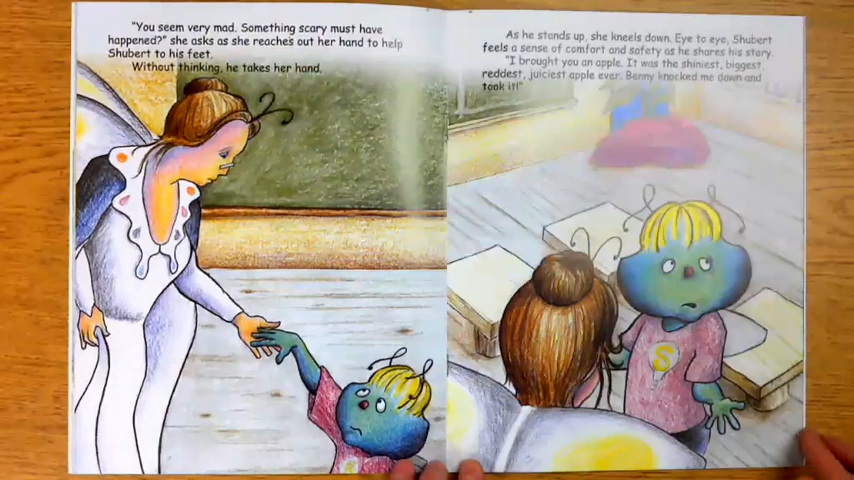 "You seem very mad. Something scary must have
happened?" she asks as she reaches out her hand to help
Shubert to his feet.
Without thinking, he takes her hand.
As he stands up, she kneels down. Eye to eye, Shubert
feels a sense of comfort and safety as he shares his story.
"I brought you an apple. It was the shiniest, biggest,
reddest, juiciest apple ever. Benny knocked me down and
took it!"
S